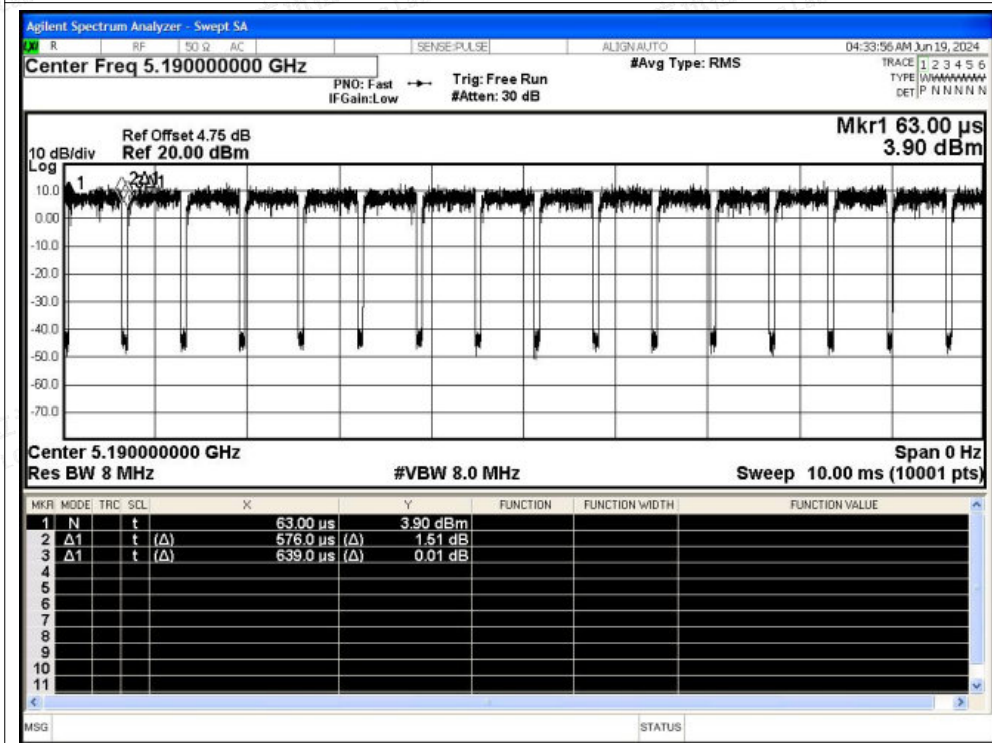 Agilent Spectrum Analyzer - Swept SA
LXI R RF 50 Ω AC SENSE:PULSE ALIGN AUTO 04:33:56 AM Jun 19, 2024
Center Freq 5.190000000 GHz #Avg Type: RMS TRACE 1 2 3 4 5 6
PNO: Fast Trig: Free Run TYPE WWWWWW
IFGain:Low #Atten: 30 dB DET P N N N N N
Mkr1 63.00 µs
Ref Offset 4.75 dB
10 dB/div Ref 20.00 dBm 3.90 dBm
Log
10.0 1 2Δ1
0.00
-10.0
-20.0
-30.0
-40.0
-50.0
-60.0
-70.0
Center 5.190000000 GHz Span 0 Hz
Res BW 8 MHz #VBW 8.0 MHz Sweep 10.00 ms (10001 pts)
MKR MODE TRC SCL X Y FUNCTION FUNCTION WIDTH FUNCTION VALUE
1 N t 63.00 µs 3.90 dBm
2 Δ1 t (Δ) 576.0 µs (Δ) 1.51 dB
3 Δ1 t (Δ) 639.0 µs (Δ) 0.01 dB
4
5
6
7
8
9
10
11
MSG STATUS